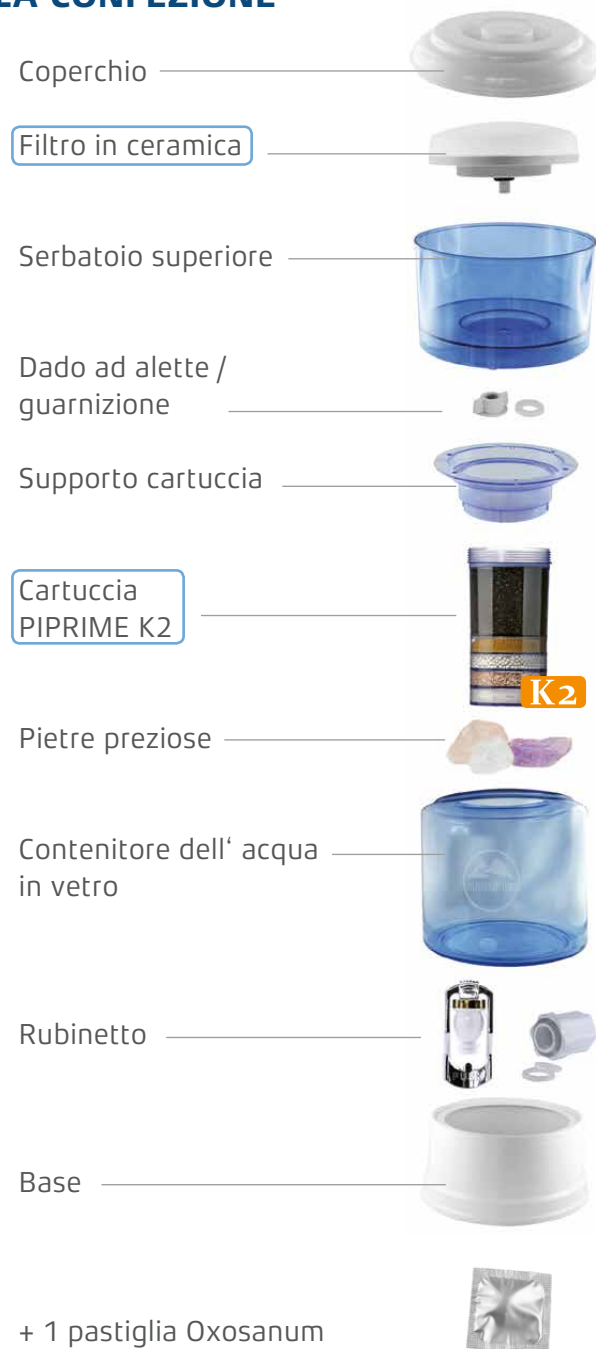 LA CONFEZIONE
Coperchio
Filtro in ceramica
Serbatoio superiore
Dado ad alette /
guarnizione
Supporto cartuccia
Cartuccia
PIPRIME K2
K2
Pietre preziose
Contenitore dell‘ acqua
in vetro
Rubinetto
PUSH
Base
+ 1 pastiglia Oxosanum